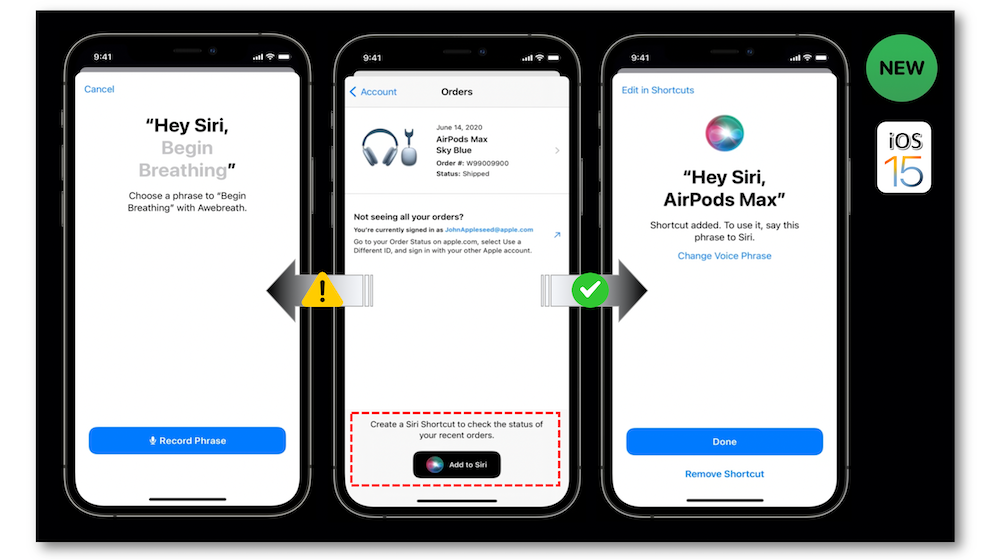 9:41
Cancel
“Hey Siri,
Begin
Breathing”
Choose a phrase to “Begin
Breathing” with Awebreath.
Record Phrase
9:41
Account
Orders
June 14, 2020
AirPods Max
Sky Blue
Order #: W99009900
Status: Shipped
Not seeing all your orders?
You're currently signed in as JohnAppleseed@apple.com
Go to your Order Status on apple.com, select Use a
Different ID, and sign in with your other Apple account.
!
Create a Siri Shortcut to check the status of
your recent orders.
Add to Siri
9:41
Edit in Shortcuts
“Hey Siri,
AirPods Max”
Shortcut added. To use it, say this
phrase to Siri.
Change Voice Phrase
Done
Remove Shortcut
NEW
iOS
15